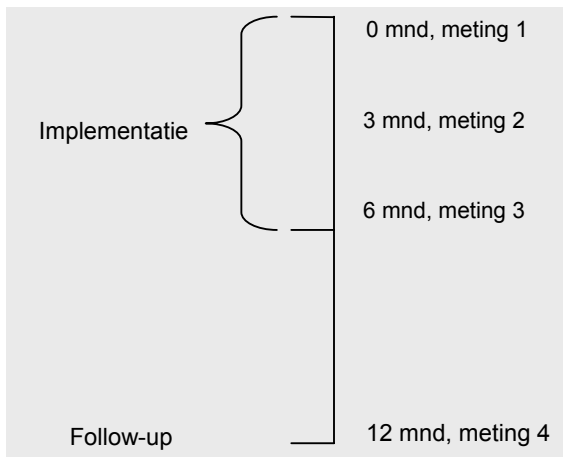 0 mnd, meting 1
Implementatie
3 mnd, meting 2
6 mnd, meting 3
Follow-up
12 mnd, meting 4